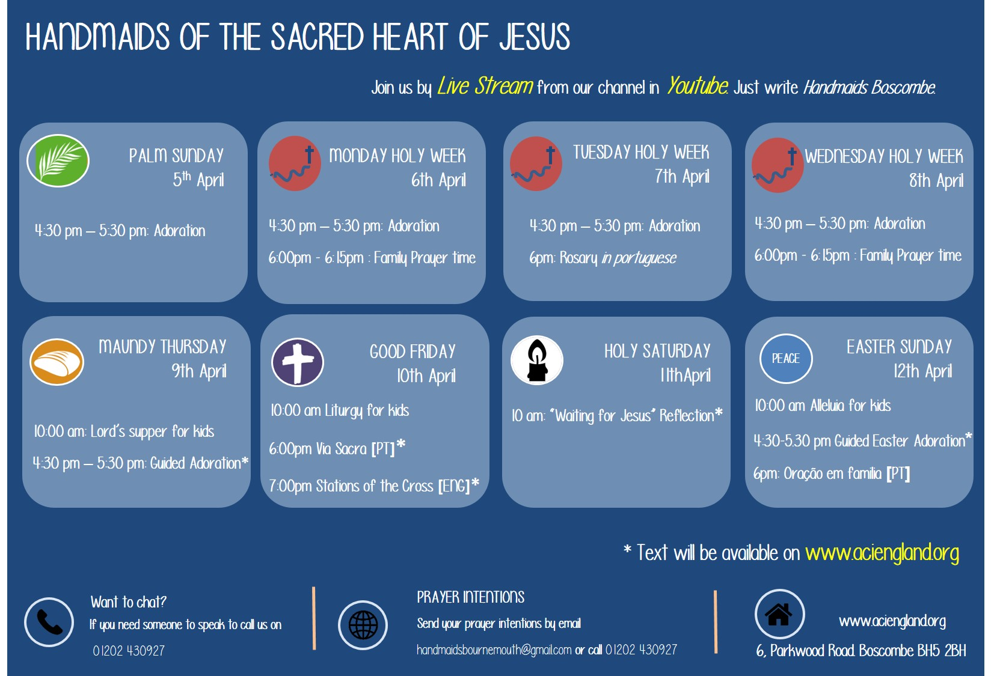 HANDMAIDS OF THE SACRED HEART OF JESUS
Join us by Live Stream from our channel in Youtube. Just write Handmaids Boscombe.
PALM SUNDAY
5th April
4:30 pm – 5:30 pm: Adoration
MONDAY HOLY WEEK
6th April
4:30 pm – 5:30 pm: Adoration
6:00pm - 6:15pm : Family Prayer time
TUESDAY HOLY WEEK
7th April
4:30 pm – 5:30 pm: Adoration
6pm: Rosary in portuguese
WEDNESDAY HOLY WEEK
8th April
4:30 pm – 5:30 pm: Adoration
6:00pm - 6:15pm : Family Prayer time
MAUNDY THURSDAY
9th April
10:00 am: Lord's supper for kids
4:30 pm – 5:30 pm: Guided Adoration*
GOOD FRIDAY
10th April
10:00 am Liturgy for kids
6:00pm Via Sacra [PT]*
7:00pm Stations of the Cross [ENG]*
HOLY SATURDAY
11thApril
10 am: "Waiting for Jesus" Reflection*
PEACE
EASTER SUNDAY
12th April
10:00 am Alleluia for kids
4:30-5.30 pm Guided Easter Adoration*
6pm: Oração em familia [PT]
* Text will be available on www.aciengland.org
Want to chat?
If you need someone to speak to call us on
01202 430927
PRAYER INTENTIONS
Send your prayer intentions by email
handmaidsbournemouth@gmail.com or call 01202 430927
www.aciengland.org
6, Parkwood Road. Boscombe BH5 2BH